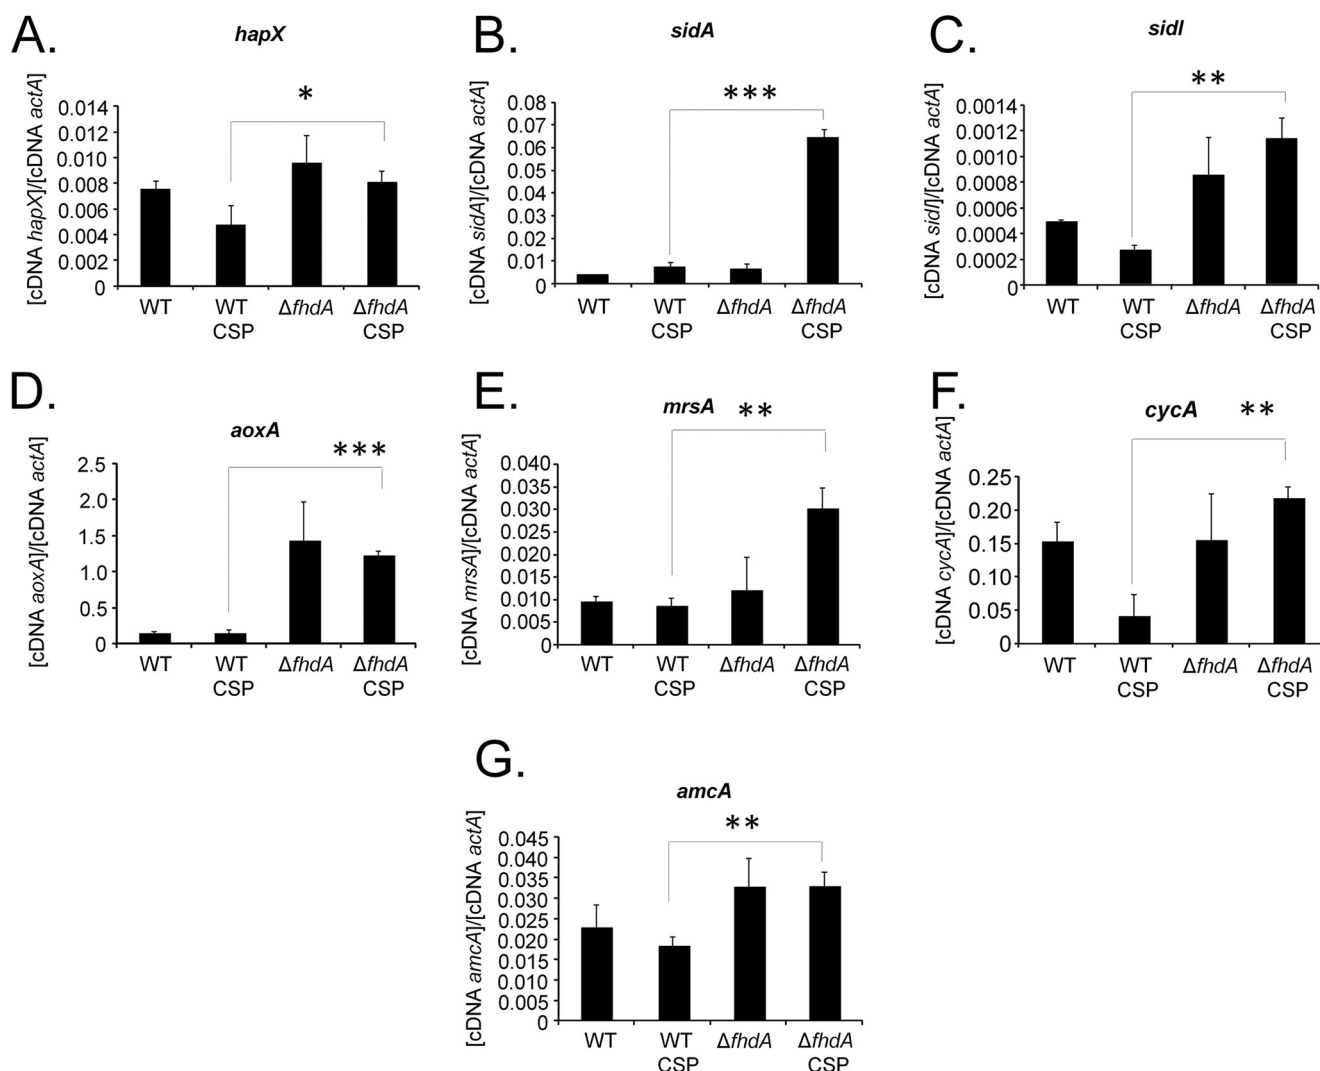 A.
hapX
[cDNA hapX]/[cDNA actA]
*
0.014
0.012
0.010
0.008
0.006
0.004
0.002
0
WT
WT
CSP
ΔfhdA
ΔfhdA
CSP
B.
sidA
[cDNA sidA]/[cDNA actA]
***
0.08
0.07
0.06
0.05
0.04
0.03
0.02
0.01
0
WT
WT
CSP
ΔfhdA
ΔfhdA
CSP
C.
sidI
[cDNA sidI]/[cDNA actA]
**
0.0014
0.0012
0.0010
0.0008
0.0006
0.0004
0.0002
0
WT
WT
CSP
ΔfhdA
ΔfhdA
CSP
D.
aoxA
[cDNA aoxA]/[cDNA actA]
***
2.5
2.0
1.5
1.0
0.5
0
WT
WT
CSP
ΔfhdA
ΔfhdA
CSP
E.
mrsA
**
[cDNA mrsA]/[cDNA actA]
0.040
0.030
0.030
0.020
0.020
0.010
0.010
0.005
0
WT
WT
CSP
ΔfhdA
ΔfhdA
CSP
F.
cycA
**
[cDNA cycA]/[cDNA actA]
0.25
0.20
0.15
0.10
0.05
0
WT
WT
CSP
ΔfhdA
ΔfhdA
CSP
G.
amcA
[cDNA amcA]/[cDNA actA]
**
0.045
0.040
0.035
0.030
0.025
0.020
0.015
0.010
0.005
0
WT
WT
CSP
ΔfhdA
ΔfhdA
CSP